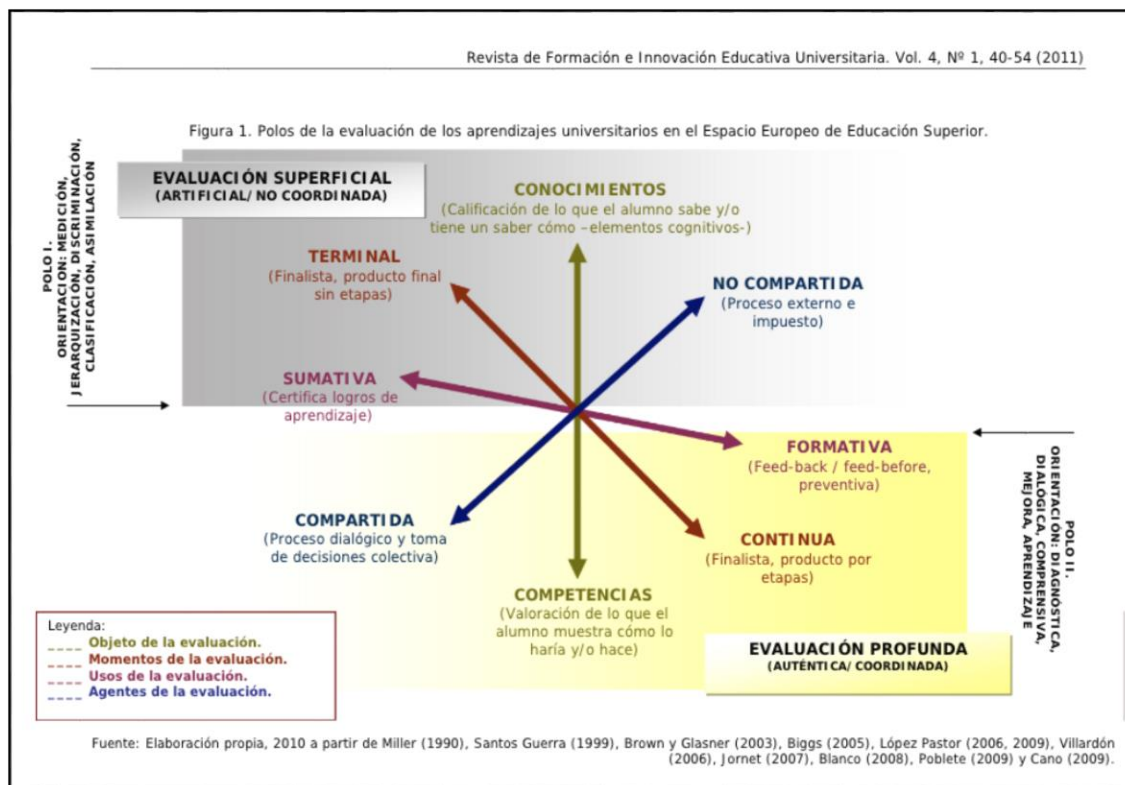 Revista de Formación e Innovación Educativa Universitaria. Vol. 4, Nº 1, 40-54 (2011)
Figura 1. Polos de la evaluación de los aprendizajes universitarios en el Espacio Europeo de Educación Superior.
POLO I.
ORIENTACIÓN: MEDICIÓN,
JERARQUIZACIÓN, DISCRIMINACIÓN,
CLASIFICACIÓN, ASIMILACIÓN
EVALUACIÓN SUPERFICIAL
(ARTIFICIAL/ NO COORDINADA)
CONOCIMIENTOS
(Calificación de lo que el alumno sabe y/o
tiene un saber cómo –elementos cognitivos-)
TERMINAL
(Finalista, producto final
sin etapas)
NO COMPARTIDA
(Proceso externo e
impuesto)
SUMATIVA
(Certifica logros de
aprendizaje)
FORMATIVA
(Feed-back / feed-before,
preventiva)
COMPARTIDA
(Proceso dialógico y toma
de decisiones colectiva)
CONTINUA
(Finalista, producto por
etapas)
COMPETENCIAS
(Valoración de lo que el
alumno muestra cómo lo
haría y/o hace)
POLO II.
ORIENTACIÓN: DIAGNÓSTICA,
DIALÓGICA, COMPRENSIVA,
MEJORA, APRENDIZAJE
EVALUACIÓN PROFUNDA
(AUTÉNTICA/ COORDINADA)
Leyenda:
____ Objeto de la evaluación.
____ Momentos de la evaluación.
____ Usos de la evaluación.
____ Agentes de la evaluación.
Fuente: Elaboración propia, 2010 a partir de Miller (1990), Santos Guerra (1999), Brown y Glasner (2003), Biggs (2005), López Pastor (2006, 2009), Villardón
(2006), Jornet (2007), Blanco (2008), Poblete (2009) y Cano (2009).